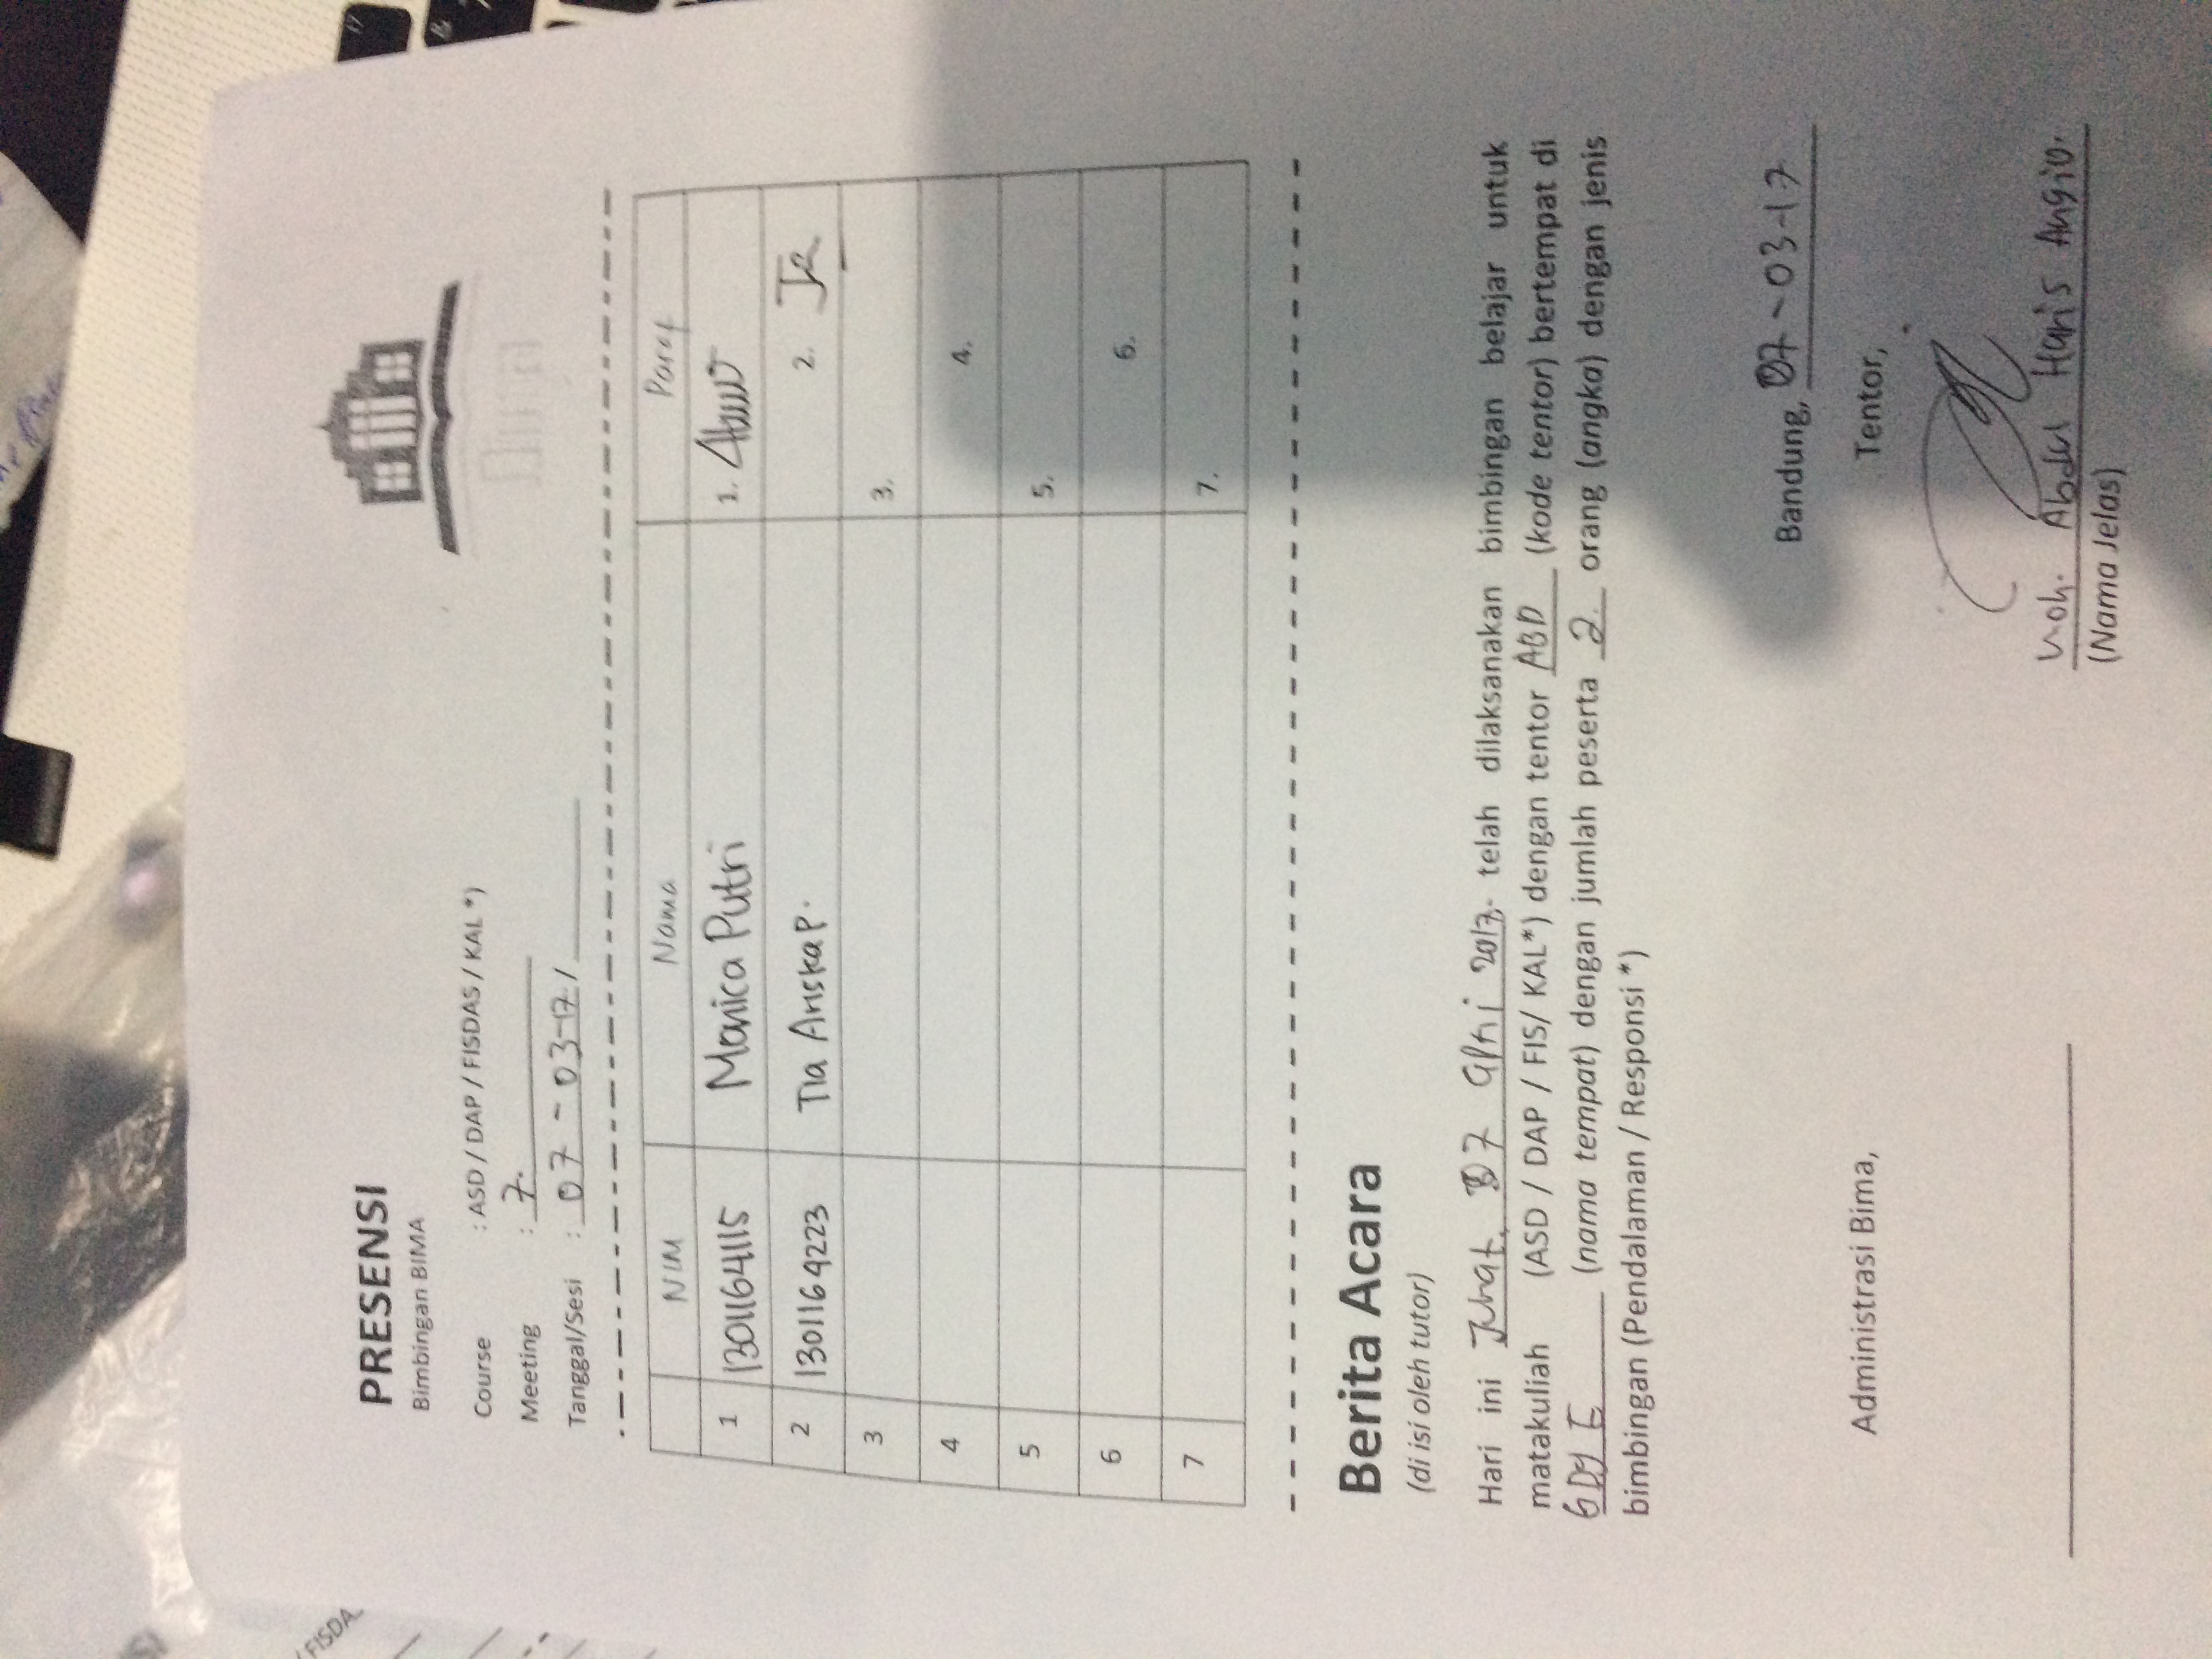 / FISDA
PRESENSI
Bimbingan BIMA
Course : ASD / DAP / FISDAS / KAL *)
Meeting : 7.
Tanggal/Sesi : 07 - 03-17 /
NIM Nama Paraf
1 1301164115 Monica Putri 1.
2 1301164223 Tia Ariska P. 2.
3 3.
4 4.
5 5.
6 6.
7 7.
Berita Acara
(di isi oleh tutor)
Hari ini Jumat, 07 April 2017. telah dilaksanakan bimbingan belajar untuk
matakuliah (ASD / DAP / FIS/ KAL*) dengan tentor ABD (kode tentor) bertempat di
GDg E (nama tempat) dengan jumlah peserta 2. orang (angka) dengan jenis
bimbingan (Pendalaman / Responsi *)
Bandung, 07 - 03-17
Administrasi Bima,
Tentor,
Moh. Abdul Haris Angio.
(Nama Jelas)